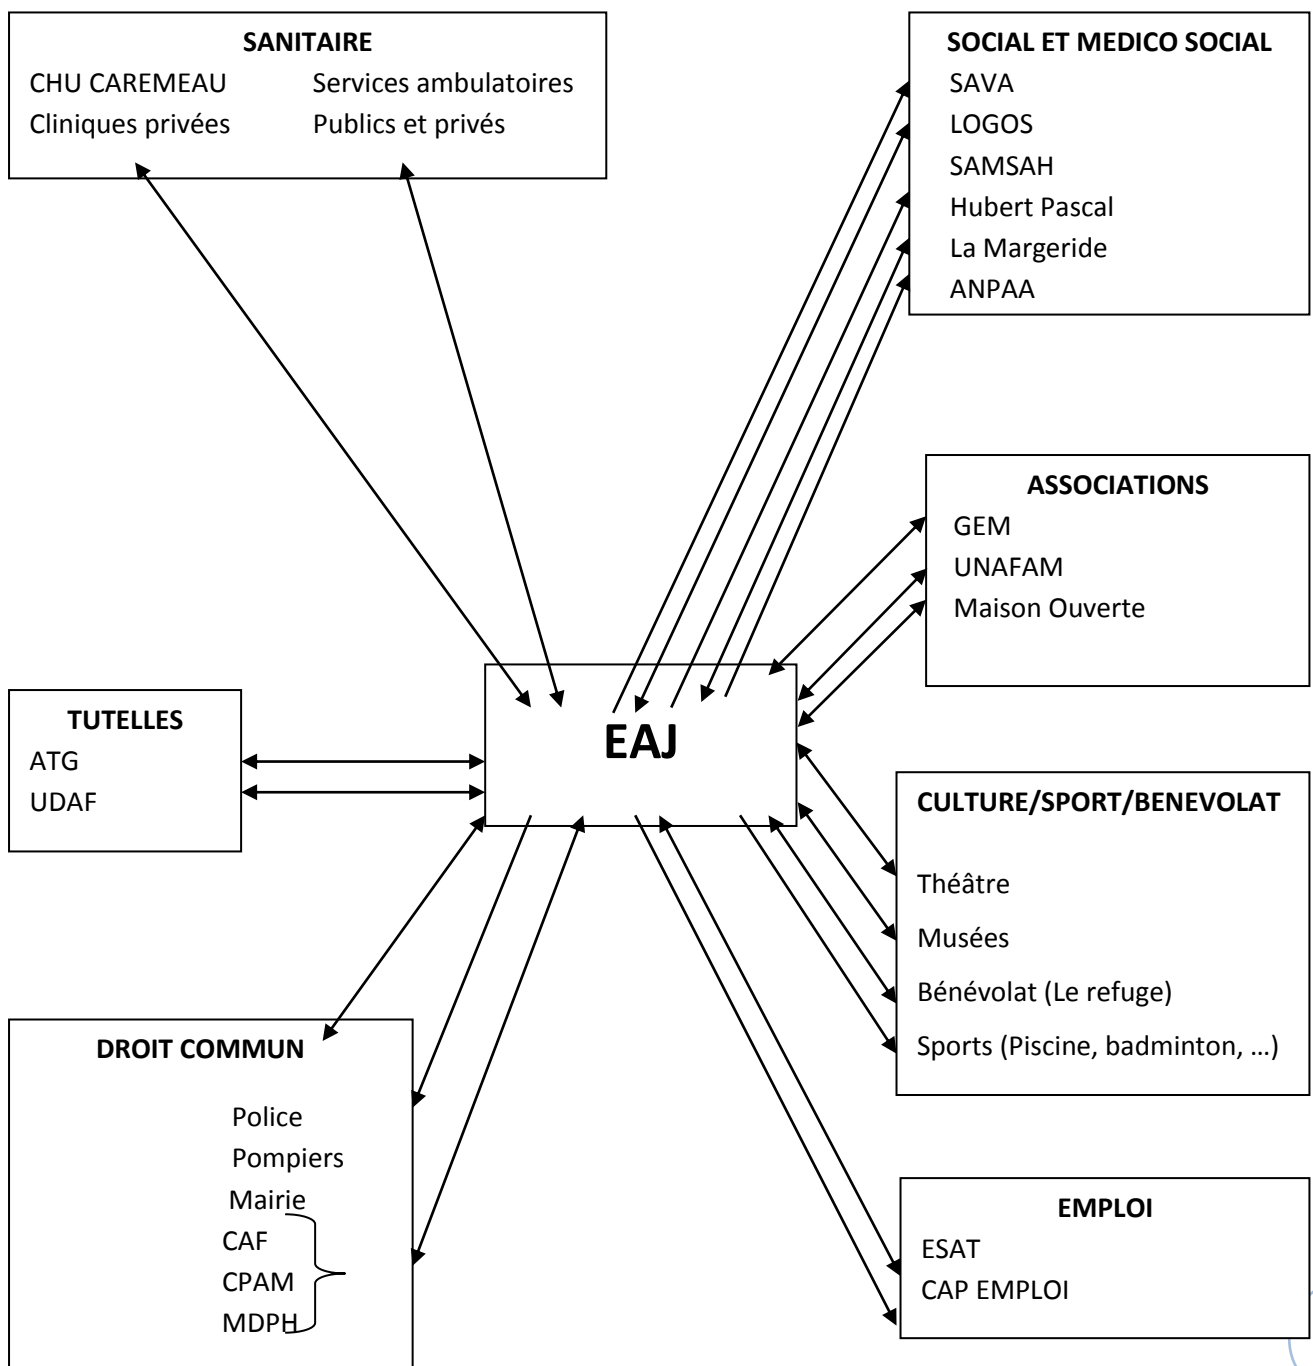 SANITAIRE
CHU CAREMEAU Services ambulatoires
Cliniques privées Publics et privés
SOCIAL ET MEDICO SOCIAL
SAVA
LOGOS
SAMSAH
Hubert Pascal
La Margeride
ANPAA
ASSOCIATIONS
GEM
UNAFAM
Maison Ouverte
TUTELLES
ATG
UDAF
EAJ
CULTURE/SPORT/BENEVOLAT
Théâtre
Musées
Bénévolat (Le refuge)
Sports (Piscine, badminton, …)
DROIT COMMUN
Police
Pompiers
Mairie
CAF
CPAM
MDPH
EMPLOI
ESAT
CAP EMPLOI